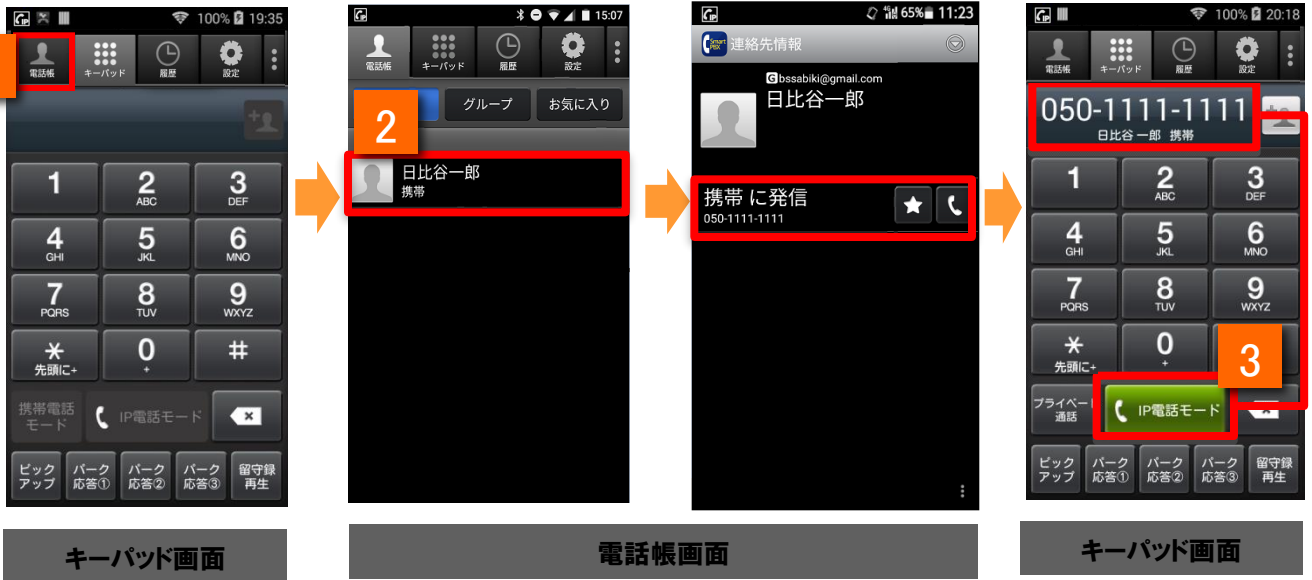 100% 19:35
電話帳
キーパッド
履歴
設定
1
2
ABC
3
DEF
4
GHI
5
JKL
6
MNO
7
PQRS
8
TUV
9
WXYZ
*
先頭に+
0
+
#
携帯電話
モード
IP電話モード
ピック
アップ
パーク
応答①
パーク
応答②
パーク
応答③
留守録
再生
キーパッド画面
15:07
電話帳
キーパッド
履歴
設定
2
グループ
お気に入り
日比谷一郎
携帯
65% 11:23
Smart
PBX
連絡先情報
G bssabiki@gmail.com
日比谷一郎
携帯 に発信
050-1111-1111
電話帳画面
100% 20:18
電話帳
キーパッド
履歴
設定
050-1111-1111
日比谷 一郎 携帯
1
2
ABC
3
DEF
4
GHI
5
JKL
6
MNO
7
PQRS
8
TUV
9
WXYZ
*
先頭に+
0
+
3
プライベート
通話
IP電話モード
ピック
アップ
パーク
応答①
パーク
応答②
パーク
応答③
留守録
再生
キーパッド画面